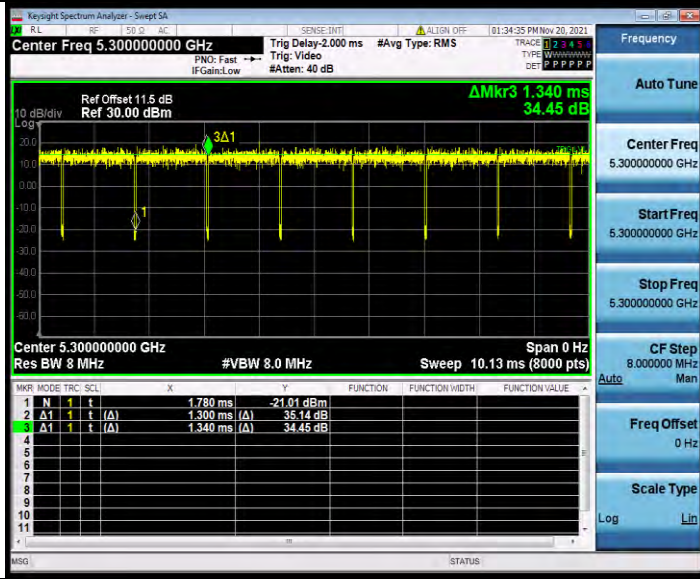 Keysight Spectrum Analyzer - Swept SA
RL RF 50 Ω AC SENSE:INT ALIGN OFF 01:34:35 PM Nov 20, 2021
Center Freq 5.300000000 GHz
PNO: Fast
IFGain:Low
Trig Delay-2.000 ms
Trig: Video
#Atten: 40 dB
#Avg Type: RMS
TRACE 1 2 3 4 5
TYPE
DET P P P P P P
Ref Offset 11.5 dB
10 dB/div Ref 30.00 dBm
Log
ΔMkr3 1.340 ms
34.45 dB
20.0
10.0
0.00
-10.0
-20.0
-30.0
-40.0
-50.0
-60.0
3Δ1
1
Center 5.300000000 GHz Span 0 Hz
Res BW 8 MHz #VBW 8.0 MHz Sweep 10.13 ms (8000 pts)
MKR MODE TRC SCL X Y FUNCTION FUNCTION WIDTH FUNCTION VALUE
1 N 1 t 1.780 ms -21.01 dBm
2 Δ1 1 t (Δ) 1.300 ms (Δ) 35.14 dB
3 Δ1 1 t (Δ) 1.340 ms (Δ) 34.45 dB
4
5
6
7
8
9
10
11
MSG STATUS
Frequency
Auto Tune
Center Freq
5.300000000 GHz
Start Freq
5.300000000 GHz
Stop Freq
5.300000000 GHz
CF Step
8.000000 MHz
Auto Man
Freq Offset
0 Hz
Scale Type
Log Lin